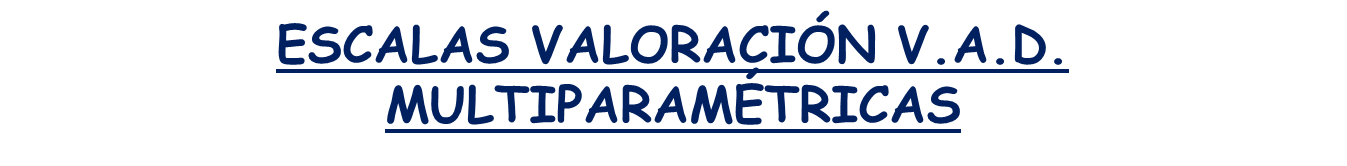 ESCALAS VALORACIÓN V.A.D.
MULTIPARAMÉTRICAS